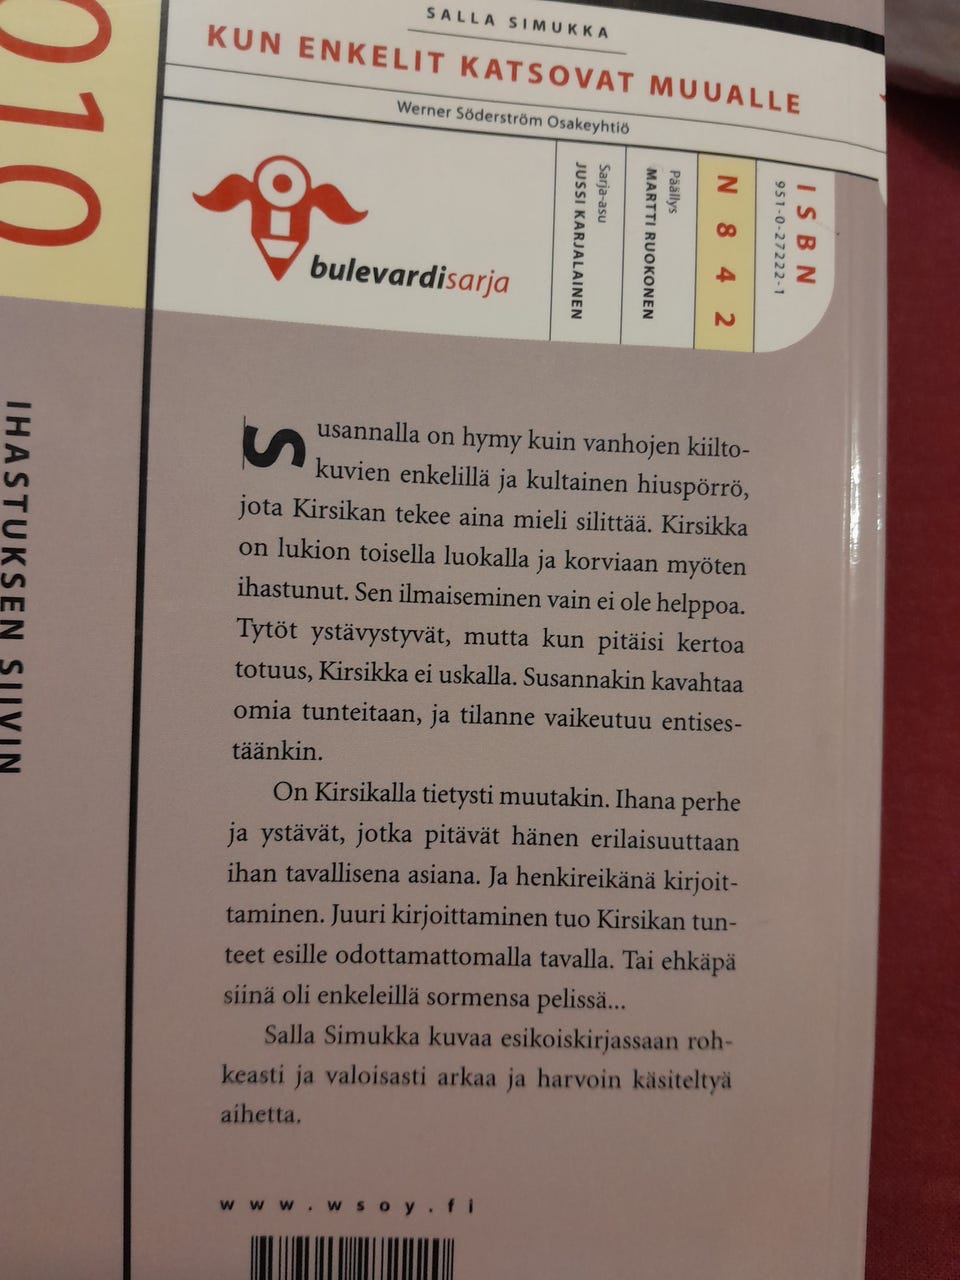 SALLA SIMUKKA
KUN ENKELIT KATSOVAT MUUALLE
Werner Söderström Osakeyhtiö
bulevardisarja
Sarja-asu
JUSSI KARJALAINEN
Päällys
MARTTI RUOKONEN
N 842
ISBN
951-0-27222-1
010
IHASTUKSEN SIIVIN
Susannalla on hymy kuin vanhojen kiilto-
kuvien enkelillä ja kultainen hiuspörrö,
jota Kirsikan tekee aina mieli silittää. Kirsikka
on lukion toisella luokalla ja korviaan myöten
ihastunut. Sen ilmaiseminen vain ei ole helppoa.
Tytöt ystävystyvät, mutta kun pitäisi kertoa
totuus, Kirsikka ei uskalla. Susannakin kavahtaa
omia tunteitaan, ja tilanne vaikeutuu entises-
täänkin.
On Kirsikalla tietysti muutakin. Ihana perhe
ja ystävät, jotka pitävät hänen erilaisuuttaan
ihan tavallisena asiana. Ja henkireikänä kirjoit-
taminen. Juuri kirjoittaminen tuo Kirsikan tun-
teet esille odottamattomalla tavalla. Tai ehkäpä
siinä oli enkeleillä sormensa pelissä...
Salla Simukka kuvaa esikoiskirjassaan roh-
keasti ja valoisasti arkaa ja harvoin käsiteltyä
aihetta.
www.wsoy.fi